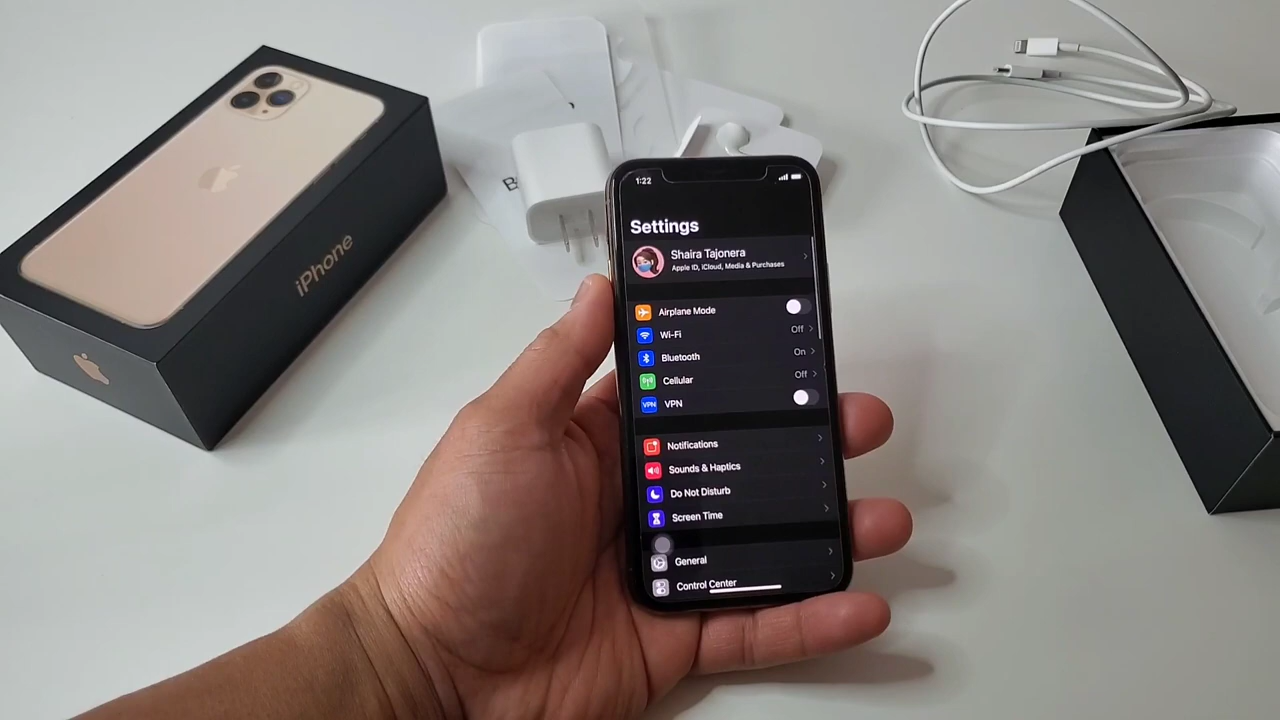 iPhone
1:22
Settings
Shaira Tajonera
Apple ID, iCloud, Media & Purchases
Airplane Mode
Wi-Fi Off
Bluetooth On
Cellular Off
VPN VPN
Notifications
Sounds & Haptics
Do Not Disturb
Screen Time
General
Control Center